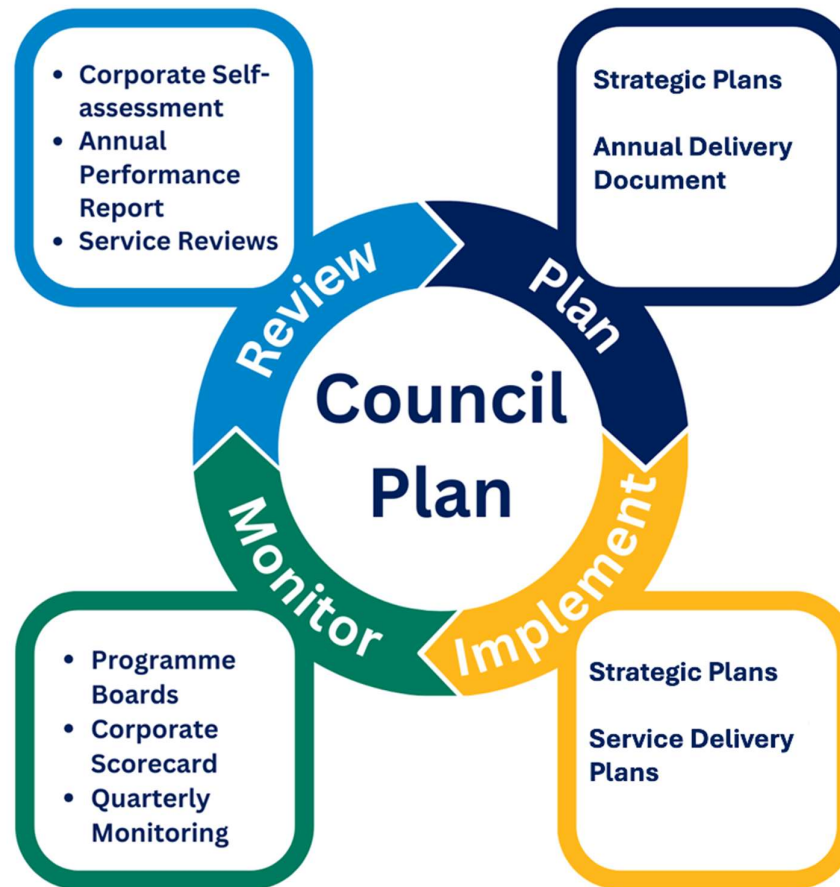 • Corporate Self-
assessment
• Annual
Performance
Report
• Service Reviews
Strategic Plans
Annual Delivery
Document
Review
Plan
Council
Plan
Monitor
Implement
• Programme
Boards
• Corporate
Scorecard
• Quarterly
Monitoring
Strategic Plans
Service Delivery
Plans